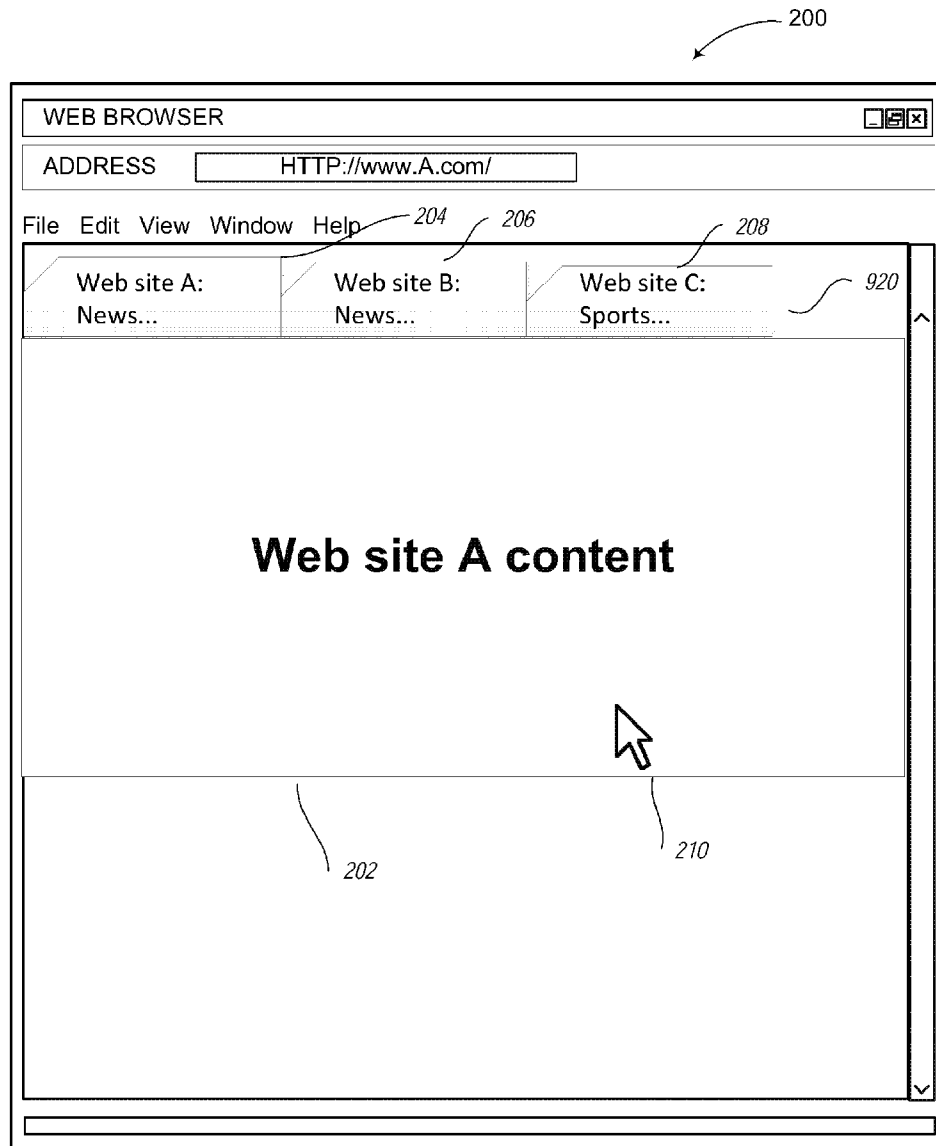 200
WEB BROWSER
ADDRESS HTTP://www.A.com/
File Edit View Window Help
204 206 208
Web site A: Web site B: Web site C: 920
News... News... Sports...
Web site A content
210
202